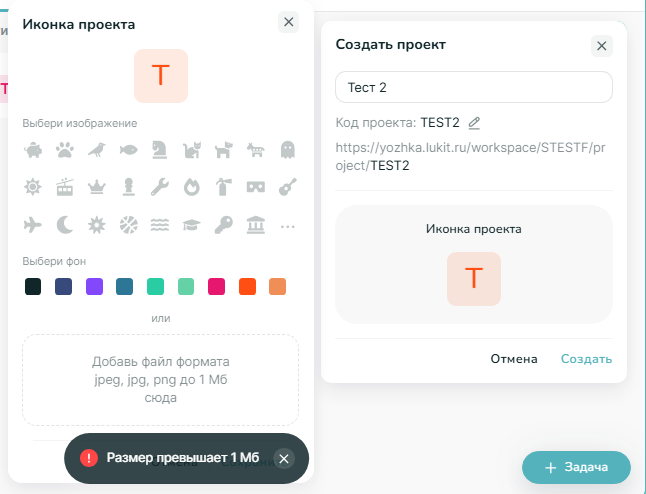 Иконка проекта
Т
Выбери изображение
Выбери фон
или
Добавь файл формата
jpeg, jpg, png до 1 Мб
сюда
Размер превышает 1 Мб
Создать проект
Тест 2
Код проекта: TEST2
https://yozhka.lukit.ru/workspace/STESTF/pr
oject/TEST2
Иконка проекта
Т
Отмена Создать
+ Задача